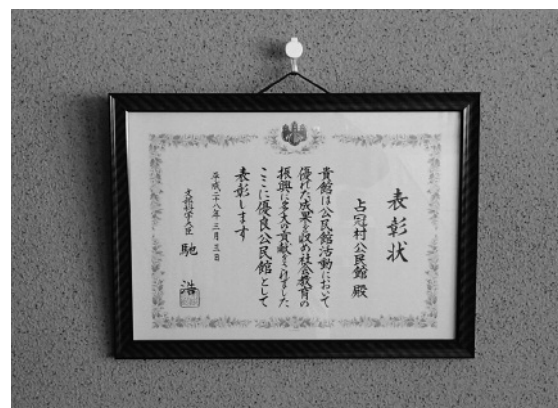 表彰状
占冠村公民館 殿
貴館は公民館活動において
優れた成果を収め社会教育の
振興に多大の貢献をされました
ここに優良公民館として
表彰します
平成二十八年三月三日
文部科学大臣 馳 浩